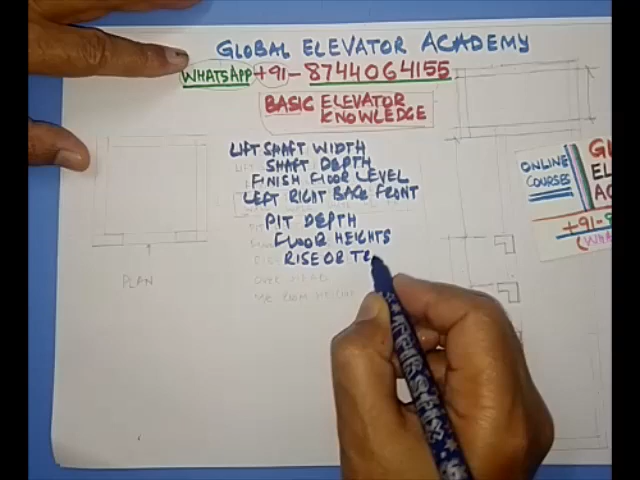 GLOBAL ELEVATOR ACADEMY
WHATSAPP +91-8744064155
BASIC ELEVATOR
KNOWLEDGE
LIFT SHAFT WIDTH
SHAFT DEPTH
FINISH FLOOR LEVEL
LEFT RIGHT BACK FRONT
PIT DEPTH
FLOOR HEIGHTS
RISE OR TR
PLAN
ONLINE
COURSES